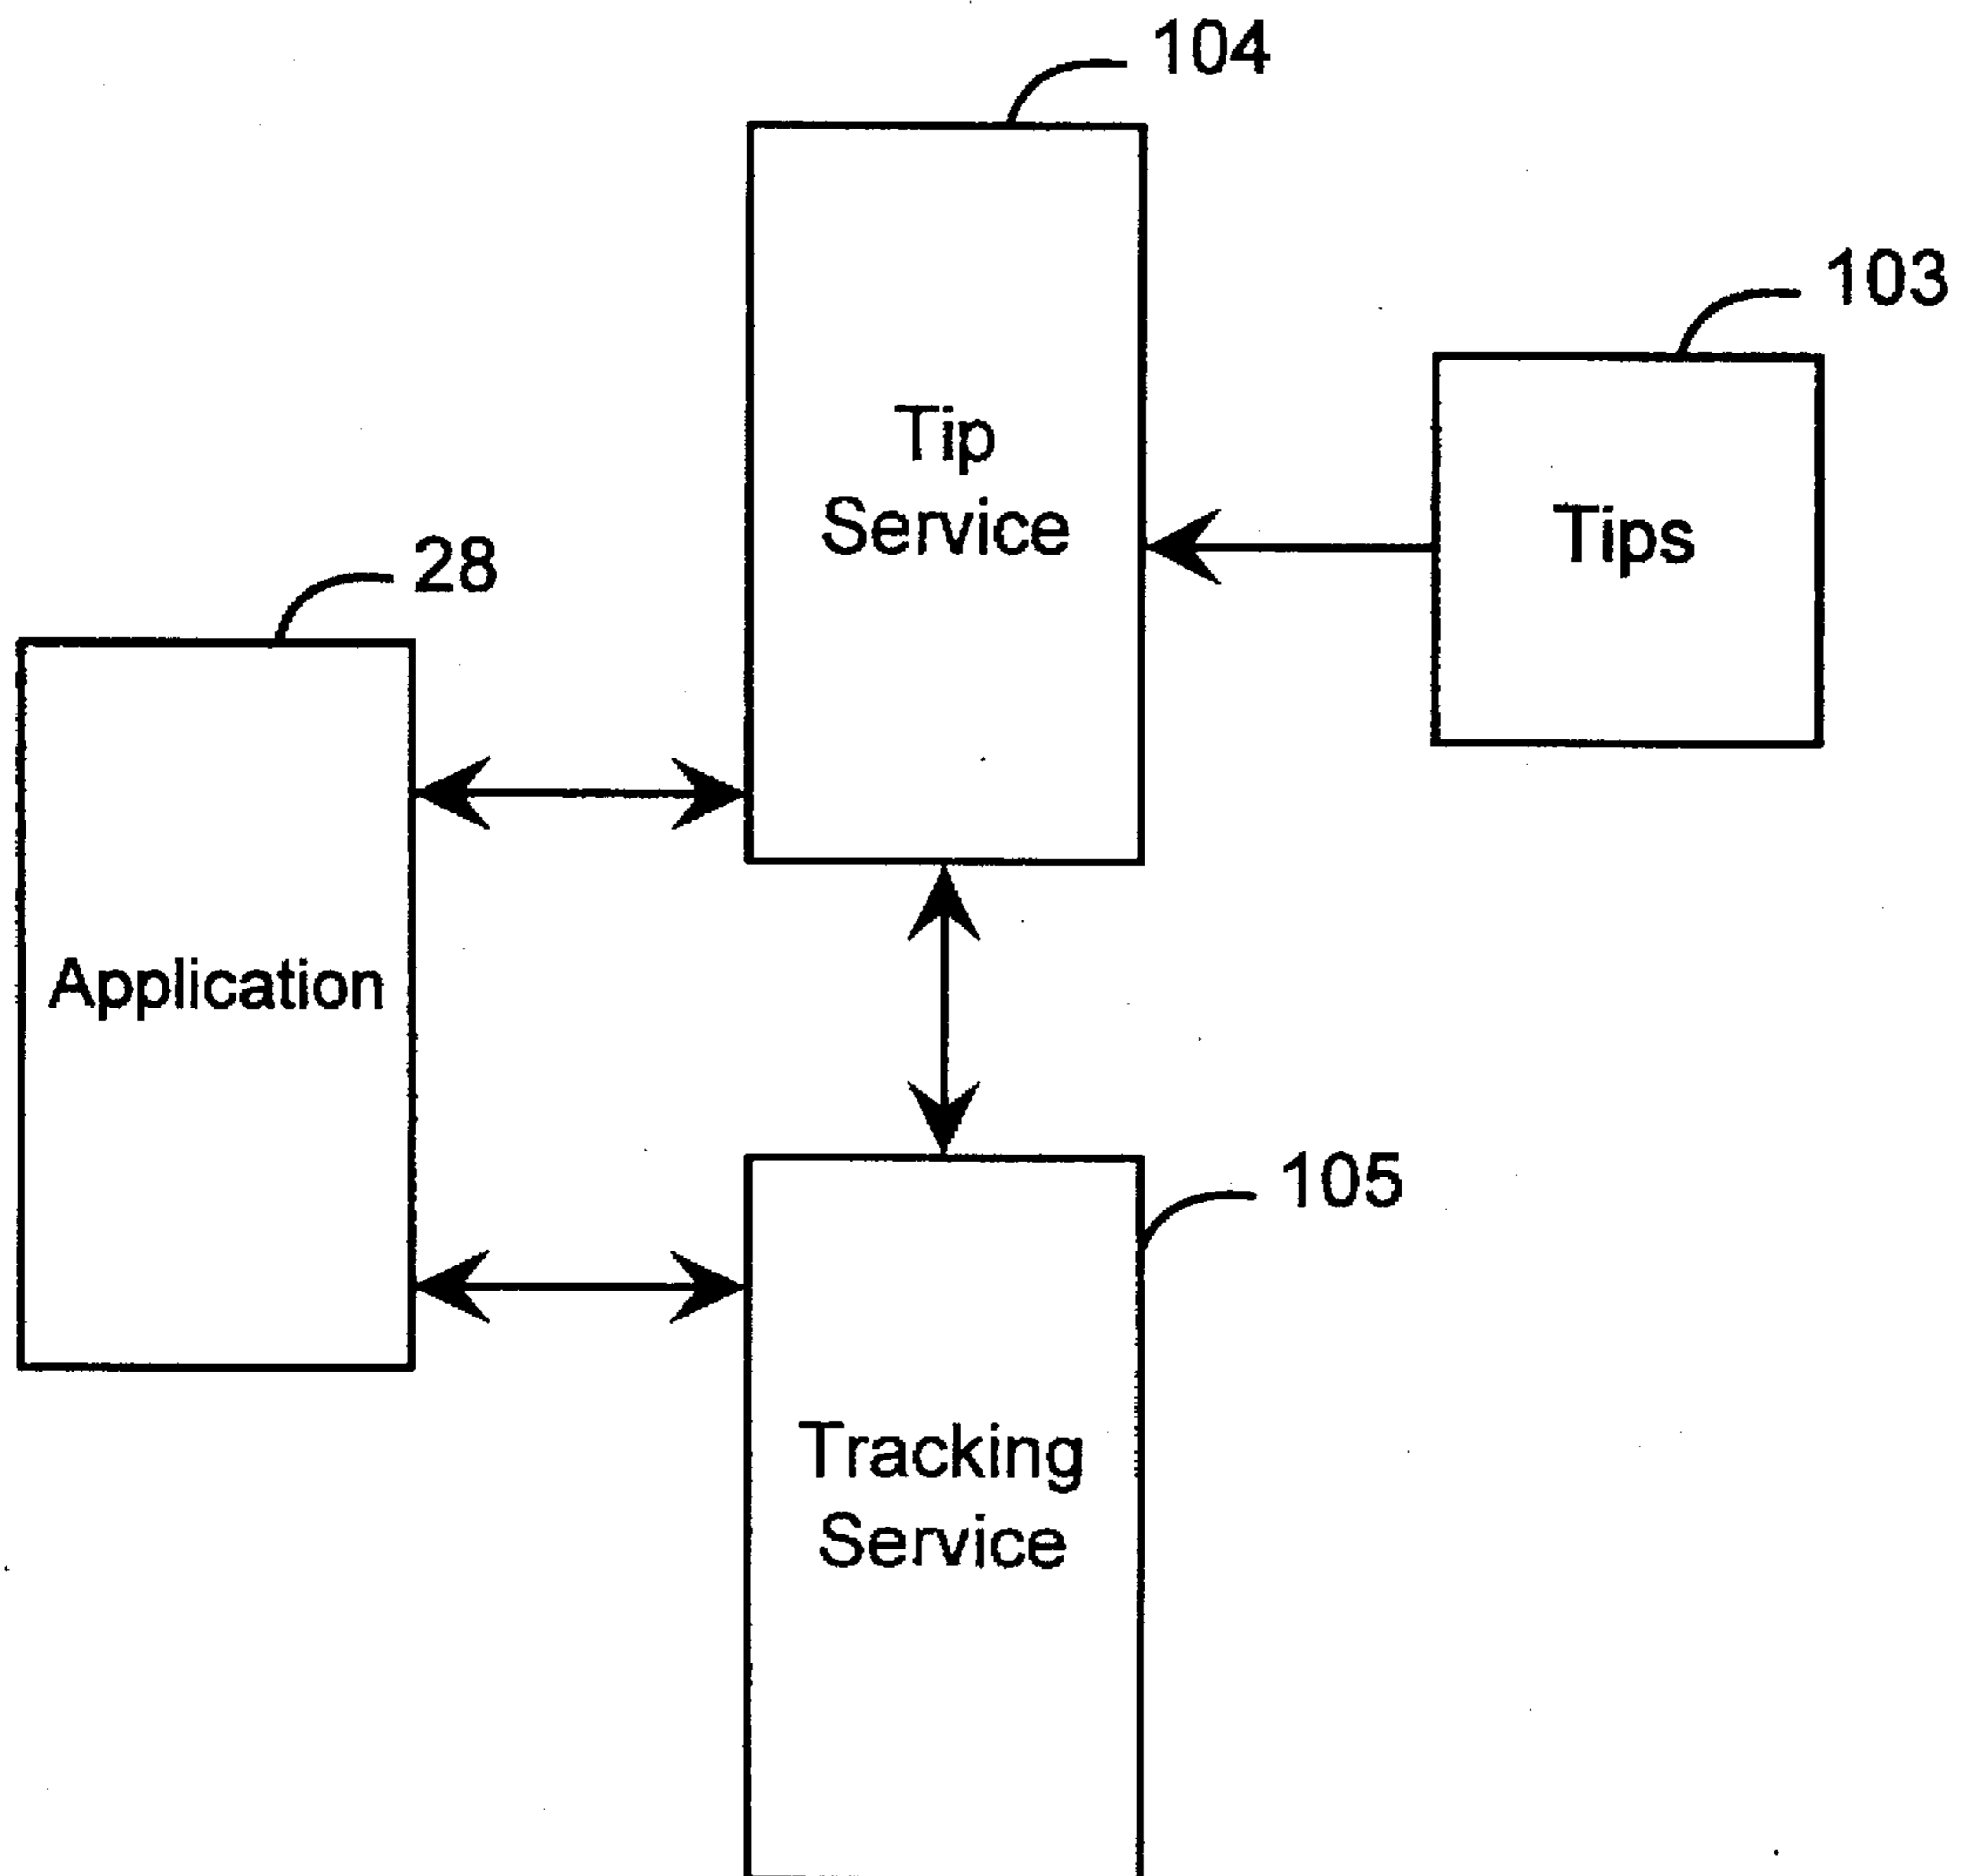 104
103
Tip
Service
Tips
28
Application
105
Tracking
Service